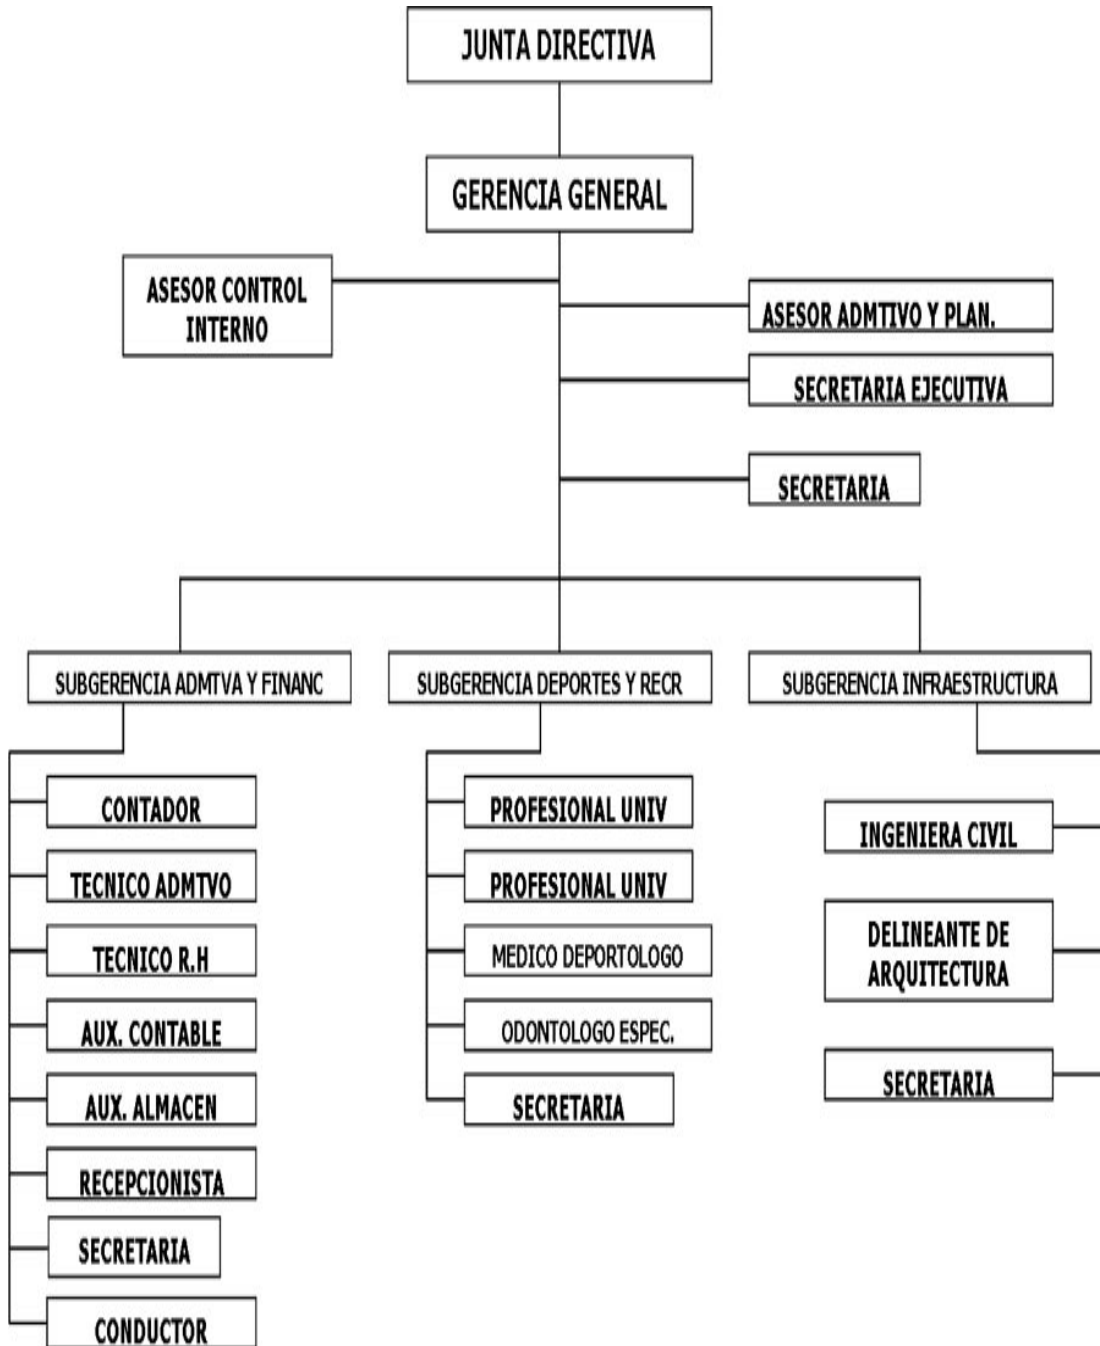 JUNTA DIRECTIVA
GERENCIA GENERAL
ASESOR CONTROL
INTERNO
ASESOR ADMTIVO Y PLAN.
SECRETARIA EJECUTIVA
SECRETARIA
SUBGERENCIA ADMTVA Y FINANC
SUBGERENCIA DEPORTES Y RECR
SUBGERENCIA INFRAESTRUCTURA
CONTADOR
TECNICO ADMTVO
TECNICO R.H
AUX. CONTABLE
AUX. ALMACEN
RECEPCIONISTA
SECRETARIA
CONDUCTOR
PROFESIONAL UNIV
PROFESIONAL UNIV
MEDICO DEPORTOLOGO
ODONTOLOGO ESPEC.
SECRETARIA
INGENIERA CIVIL
DELINEANTE DE
ARQUITECTURA
SECRETARIA